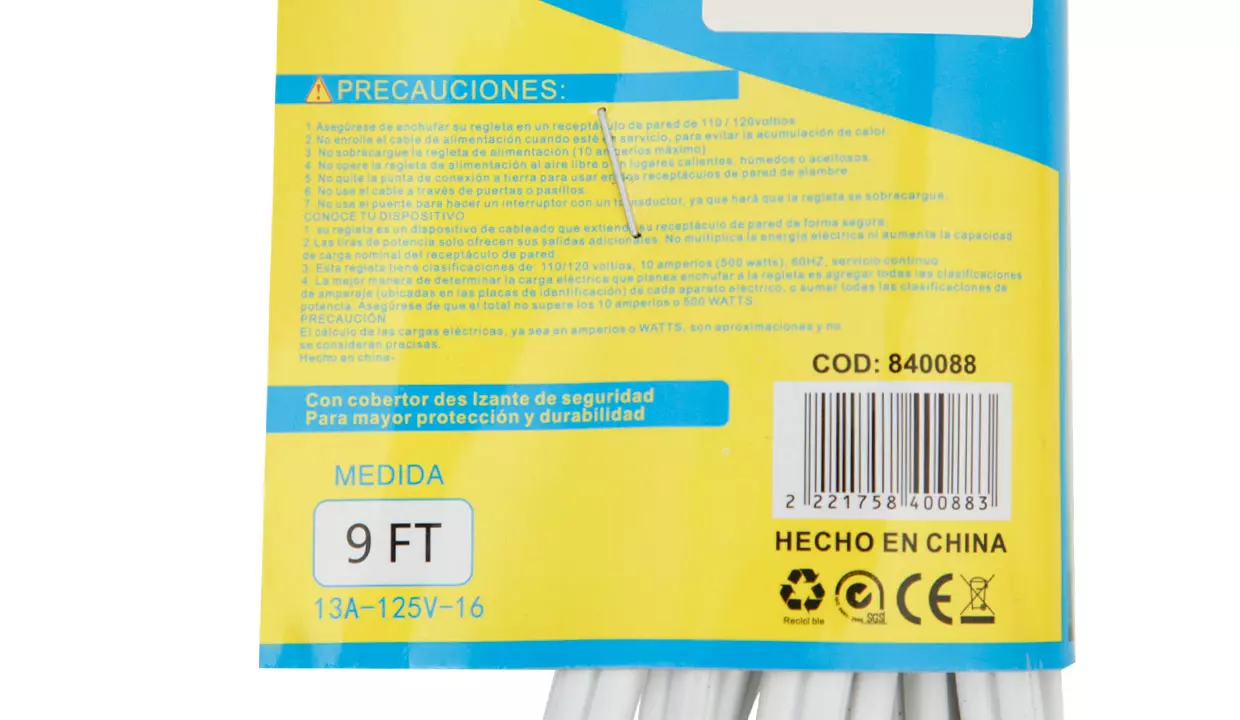 PRECAUCIONES:
1 Asegúrese de enchufar su regleta en un receptáculo de pared de 110 / 120voltios
2 No enrolle el cable de alimentación cuando esté en servicio, para evitar la acumulación de calor
3 No sobrecargue la regleta de alimentación (10 amperios máximo)
4 No opere la regleta de alimentación al aire libre o en lugares calientes, húmedos o aceitosos.
5 No quite la punta de conexión a tierra para usar en los receptáculos de pared de alambre
6. No use el cable a través de puertas o pasillos.
7. No use el puente para hacer un interruptor con un transductor, ya que hará que la regleta se sobrecargue.
CONOCE TU DISPOSITIVO
1. su regleta es un dispositivo de cableado que extiende su receptáculo de pared de forma segura.
2 Las tiras de potencia solo ofrecen sus salidas adicionales. No multiplica la energía eléctrica ni aumenta la capacidad
de carga nominal del receptáculo de pared
3. Esta regleta tiene clasificaciones de 110/120 voltios, 10 amperios (500 watts), 60HZ, servicio continuo
4. La mejor manera de determinar la carga eléctrica que planea enchufar a la regleta es agregar todas las clasificaciones
de amperaje (ubicadas en las placas de identificación) de cada aparato eléctrico, o sumar todas las clasificaciones de
potencia. Asegúrese de que el total no supere los 10 amperios o 500 WATTS
PRECAUCIÓN
El cálculo de las cargas eléctricas, ya sea en amperios o WATTS, son aproximaciones y no
se consideran precisas.
Hecho en china-
Con cobertor des lzante de seguridad
Para mayor protección y durabilidad
MEDIDA
9 FT
13A-125V-16
COD: 840088
2 221758 400883
HECHO EN CHINA
Recicl ble
SGS
CE